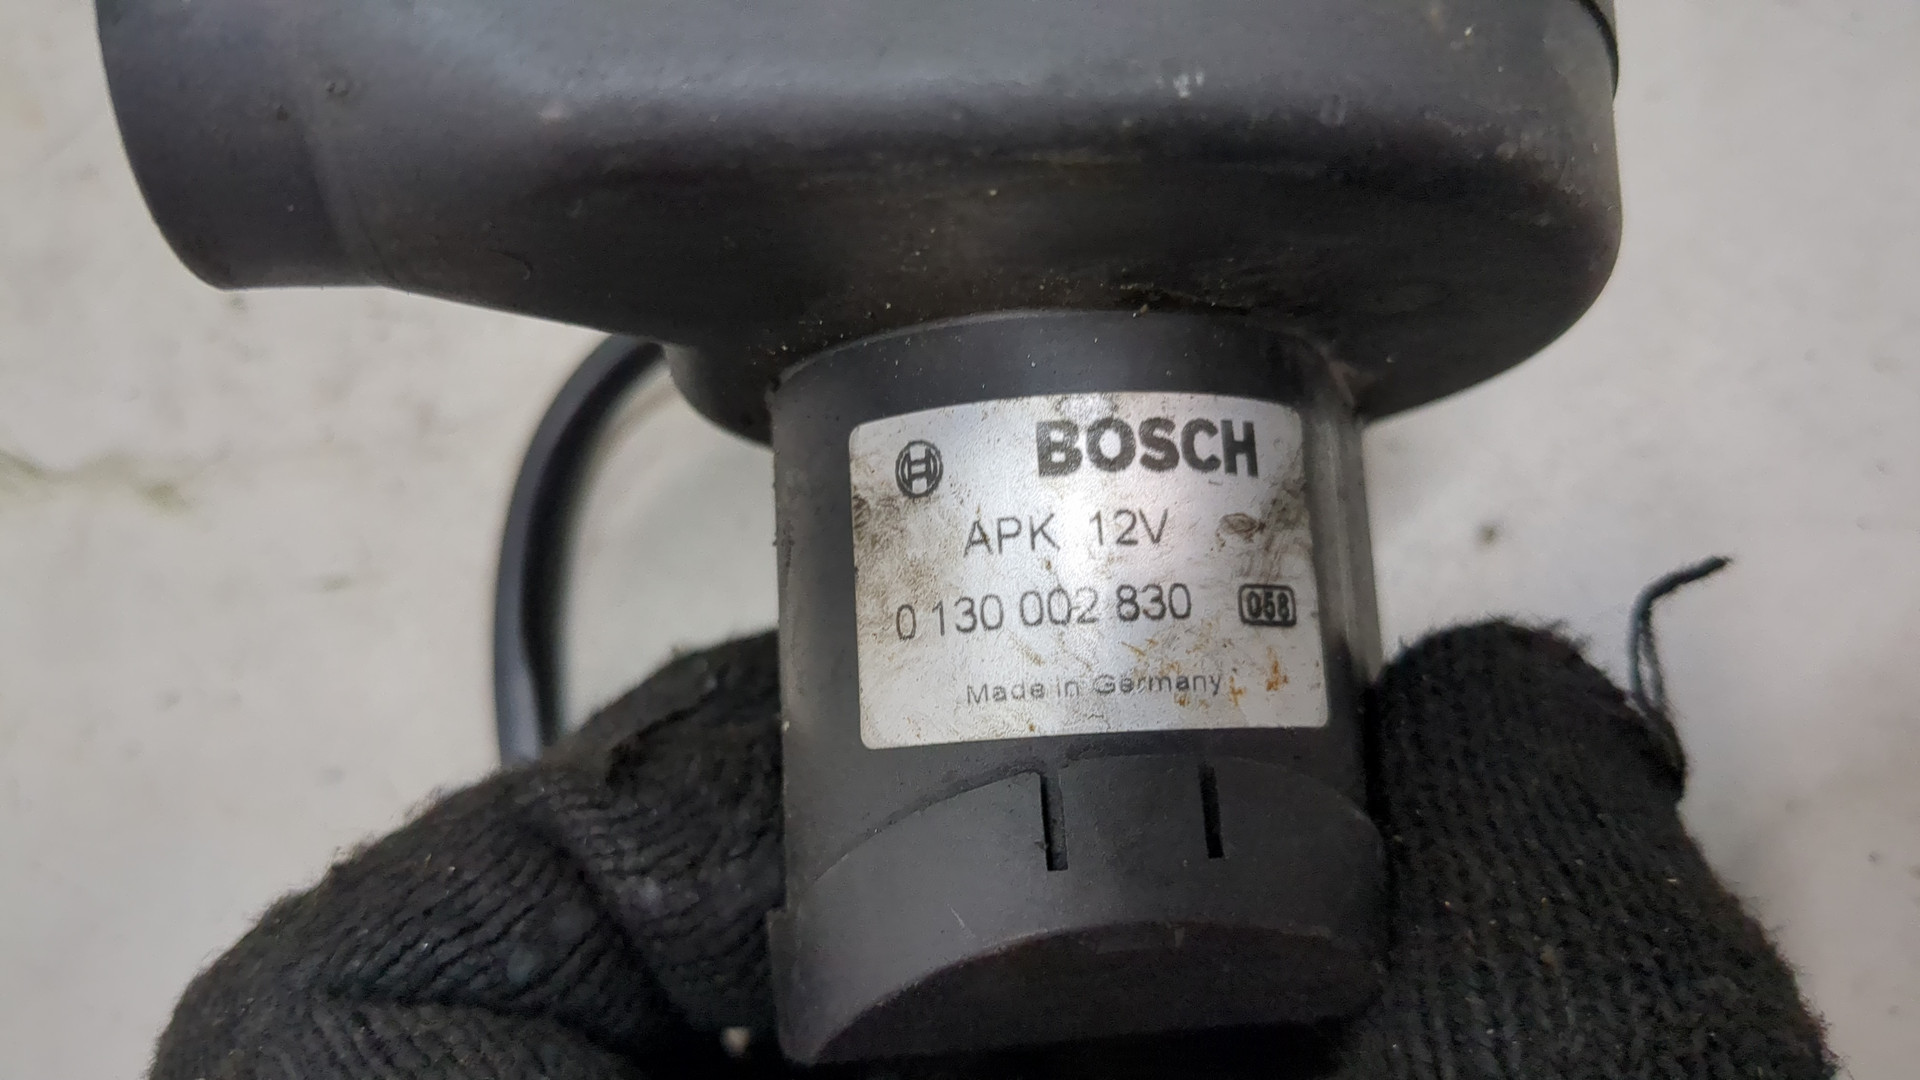 BOSCH
APK 12V
0 130 002 830 058
Made in Germany